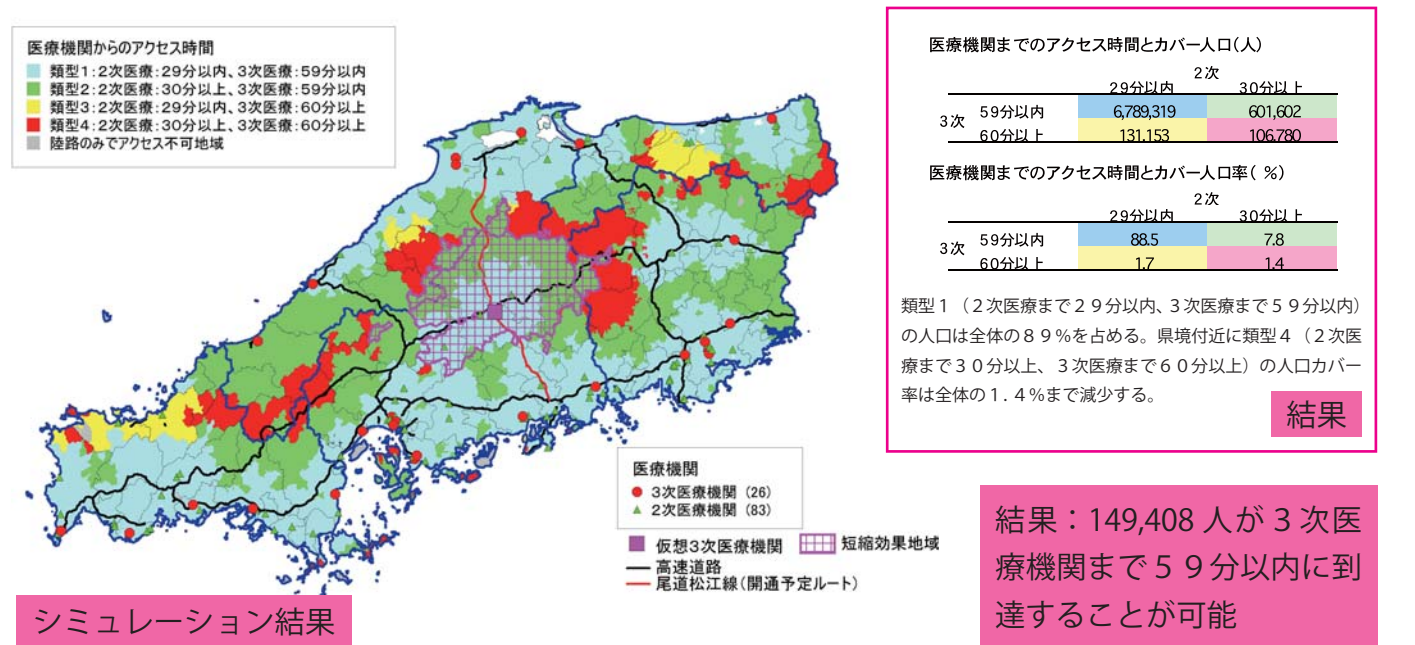 医療機関からのアクセス時間
類型1:2次医療:29分以内、3次医療:59分以内
類型2:2次医療:30分以上、3次医療:59分以内
類型3:2次医療:29分以内、3次医療:60分以上
類型4:2次医療:30分以上、3次医療:60分以上
陸路のみでアクセス不可地域
医療機関
3次医療機関 (26)
2次医療機関 (83)
仮想3次医療機関 短縮効果地域
高速道路
尾道松江線(開通予定ルート)
シミュレーション結果
医療機関までのアクセス時間とカバー人口(人)
2次
29分以内 30分以上
3次 59分以内 6,789,319 601,602
60分以上 131,153 106,780
医療機関までのアクセス時間とカバー人口率( %)
2次
29分以内 30分以上
3次 59分以内 88.5 7.8
60分以上 1.7 1.4
類型1(2次医療まで29分以内、3次医療まで59分以内)
の人口は全体の89%を占める。県境付近に類型4(2次医
療まで30分以上、3次医療まで60分以上)の人口カバー
率は全体の1.4%まで減少する。
結果
結果:149,408 人が3次医
療機関まで59分以内に到
達することが可能